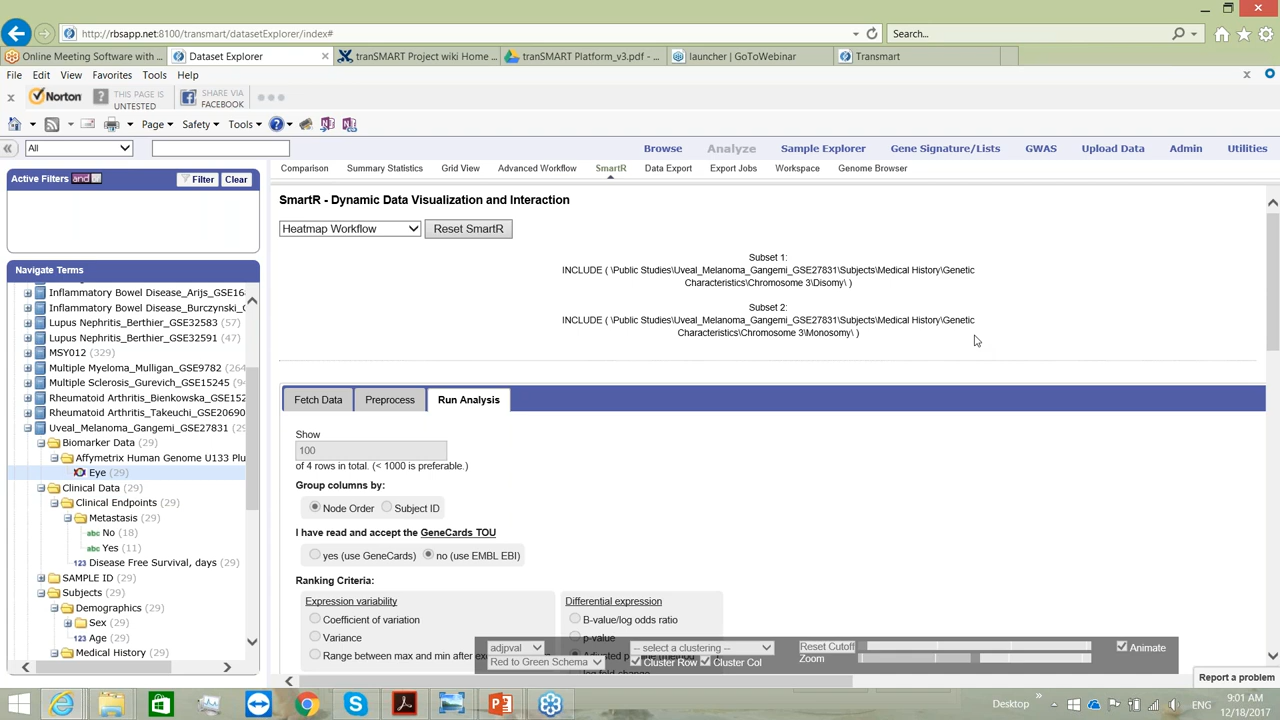 http://rbsapp.net:8100/transmart/datasetExplorer/index#
Search...
Online Meeting Software with ...
Dataset Explorer
tranSMART Project wiki Home ...
tranSMART Platform_v3.pdf - ...
launcher | GoToWebinar
Transmart
File Edit View Favorites Tools Help
x Norton
THIS PAGE IS UNTESTED
SHARE VIA FACEBOOK
Page Safety Tools
All
Browse Analyze Sample Explorer Gene Signature/Lists GWAS Upload Data Admin Utilities
Active Filters and
Filter Clear
Comparison Summary Statistics Grid View Advanced Workflow SmartR Data Export Export Jobs Workspace Genome Browser
SmartR - Dynamic Data Visualization and Interaction
Heatmap Workflow Reset SmartR
Subset 1:
INCLUDE ( \Public Studies\Uveal_Melanoma_Gangemi_GSE27831\Subjects\Medical History\Genetic
Characteristics\Chromosome 3\Disomy\ )
Subset 2:
INCLUDE ( \Public Studies\Uveal_Melanoma_Gangemi_GSE27831\Subjects\Medical History\Genetic
Characteristics\Chromosome 3\Monosomy\ )
Navigate Terms
Inflammatory Bowel Disease_Arijs_GSE16
Inflammatory Bowel Disease_Burczynski_
Lupus Nephritis_Berthier_GSE32583 (57)
Lupus Nephritis_Berthier_GSE32591 (47)
MSY012 (329)
Multiple Myeloma_Mulligan_GSE9782 (264
Multiple Sclerosis_Gurevich_GSE15245 (94
Rheumatoid Arthritis_Bienkowska_GSE152
Rheumatoid Arthritis_Takeuchi_GSE20690
Uveal_Melanoma_Gangemi_GSE27831 (29
Biomarker Data (29)
Affymetrix Human Genome U133 Plu
Eye (29)
Clinical Data (29)
Clinical Endpoints (29)
Metastasis (29)
abc No (18)
abc Yes (11)
123 Disease Free Survival, days (29)
SAMPLE ID (29)
Subjects (29)
Demographics (29)
Sex (29)
123 Age (29)
Medical History (29)
Fetch Data Preprocess Run Analysis
Show
100
of 4 rows in total. (< 1000 is preferable.)
Group columns by:
Node Order Subject ID
I have read and accept the GeneCards TOU
yes (use GeneCards) no (use EMBL EBI)
Ranking Criteria:
Expression variability
Coefficient of variation
Variance
Range between max and min after ex
Differential expression
B-value/log odds ratio
p-value
adjpval
-- select a clustering --
Reset Cutoff
Animate
Red to Green Schema
Cluster Row Cluster Col
Zoom
Report a problem
Desktop
ENG
9:01 AM
12/18/2017